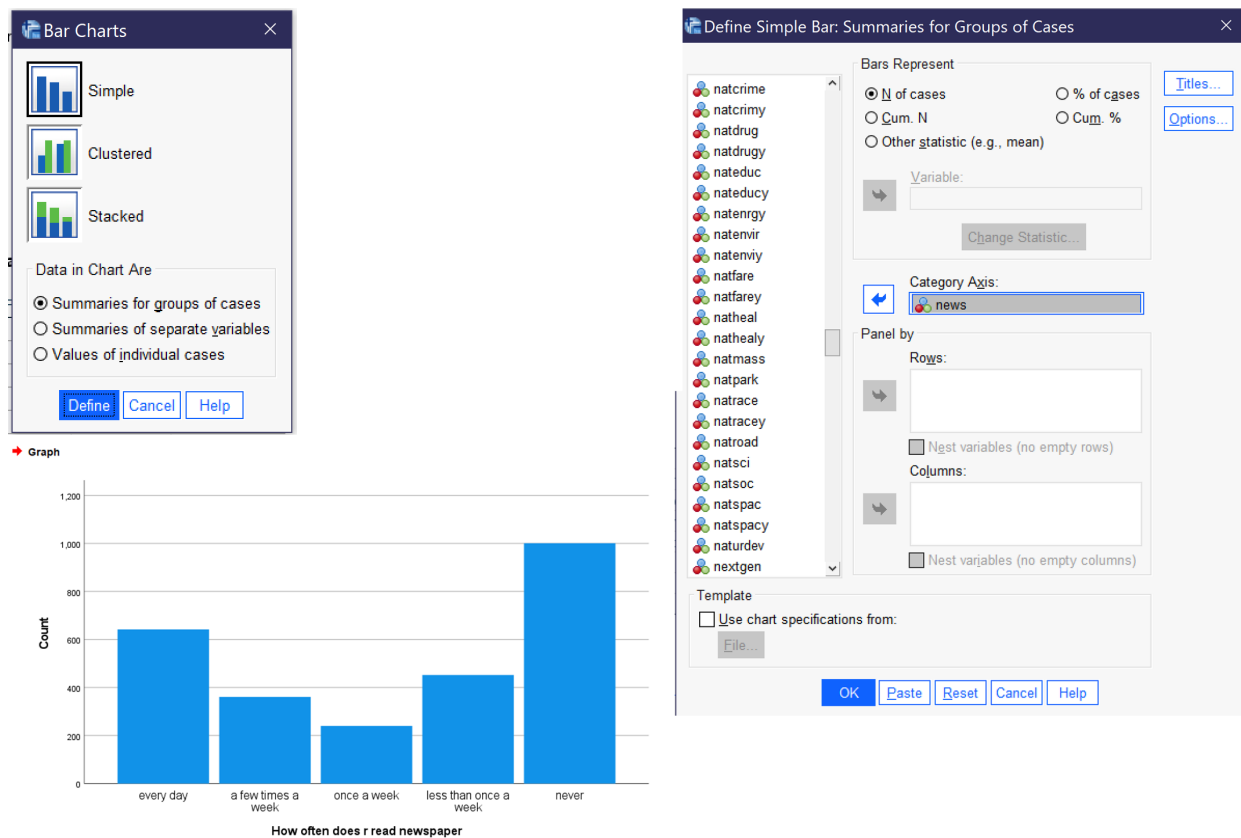 Bar Charts
Simple
Clustered
Stacked
Data in Chart Are
Summaries for groups of cases
Summaries of separate variables
Values of individual cases
Define Cancel Help
Define Simple Bar: Summaries for Groups of Cases
natcrime
natcrimy
natdrug
natdrugy
nateduc
nateducy
natenrgy
natenvir
natenviy
natfare
natfarey
natheal
nathealy
natmass
natpark
natrace
natracey
natroad
natsci
natsoc
natspac
natspacy
naturdev
nextgen
Bars Represent
N of cases % of cases
Cum. N Cum. %
Other statistic (e.g., mean)
Variable:
Change Statistic...
Titles...
Options...
Category Axis:
news
Panel by
Rows:
Nest variables (no empty rows)
Columns:
Nest variables (no empty columns)
Template
Use chart specifications from:
File...
OK Paste Reset Cancel Help
Graph
1,200
1,000
800
600
400
200
0
Count
every day a few times a week once a week less than once a week never
How often does r read newspaper